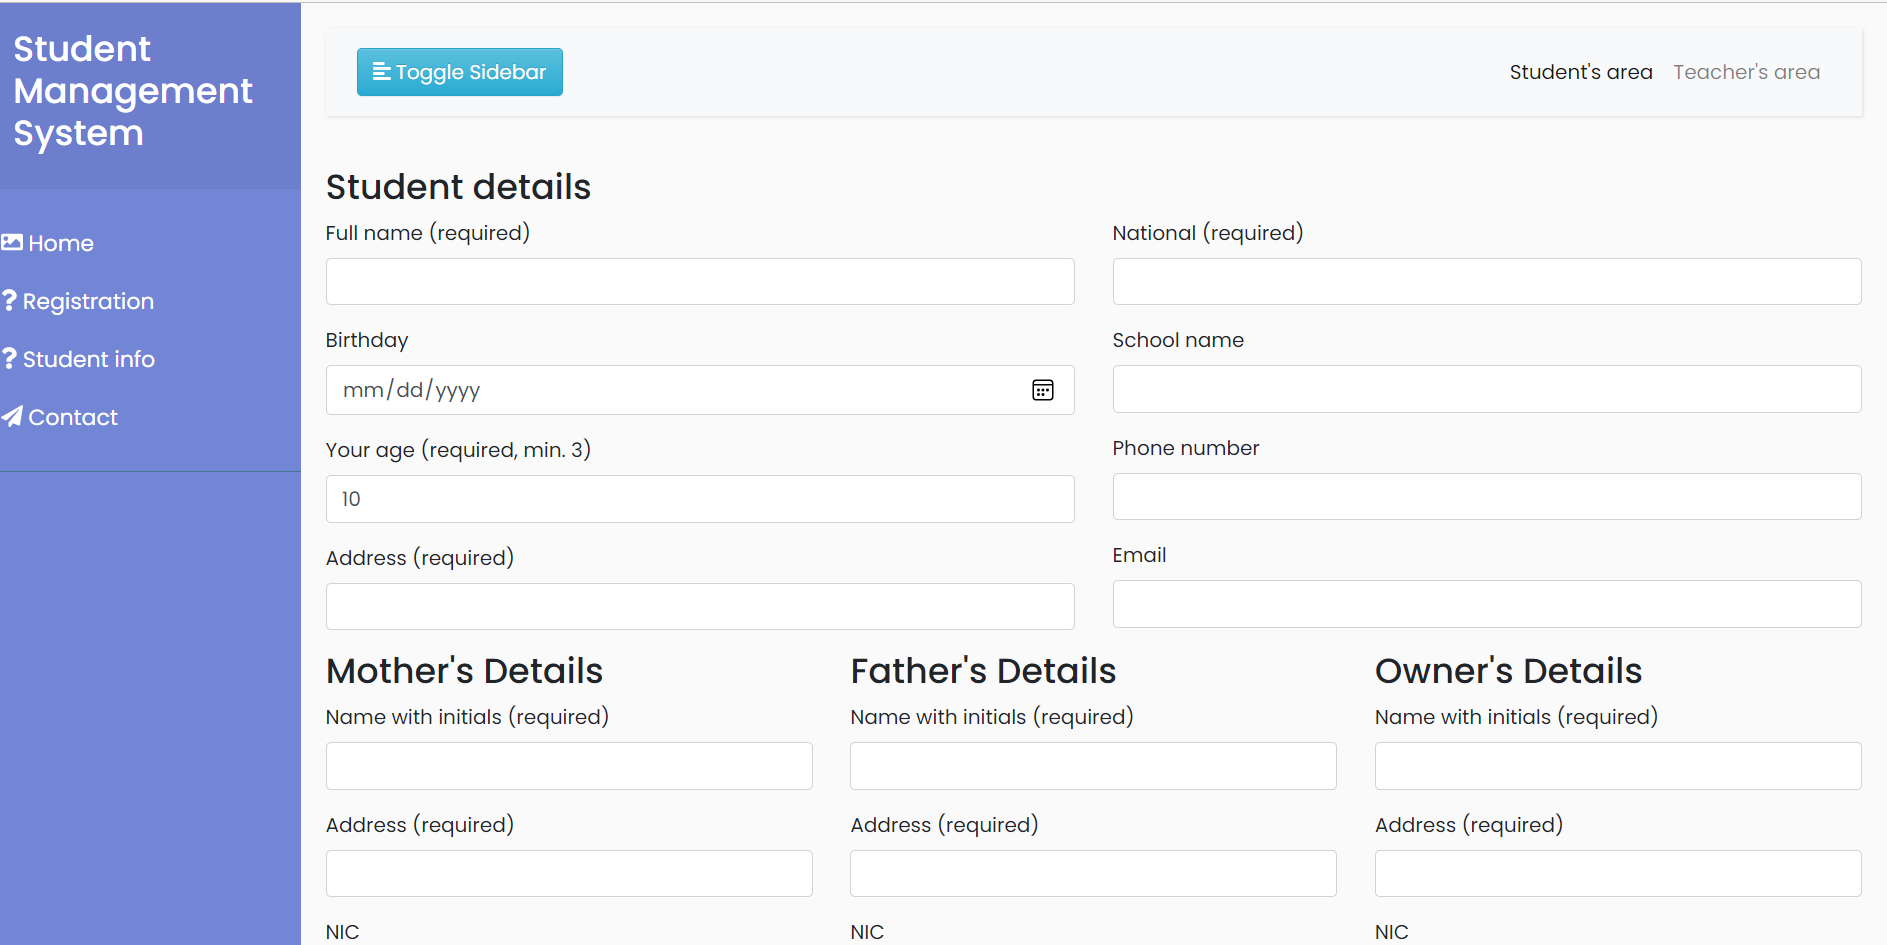 Student
Management
System
Home
Registration
Student info
Contact
Toggle Sidebar
Student's area
Teacher's area
Student details
Full name (required)
National (required)
Birthday
School name
mm/dd/yyyy
Your age (required, min. 3)
Phone number
10
Address (required)
Email
Mother's Details
Father's Details
Owner's Details
Name with initials (required)
Name with initials (required)
Name with initials (required)
Address (required)
Address (required)
Address (required)
NIC
NIC
NIC